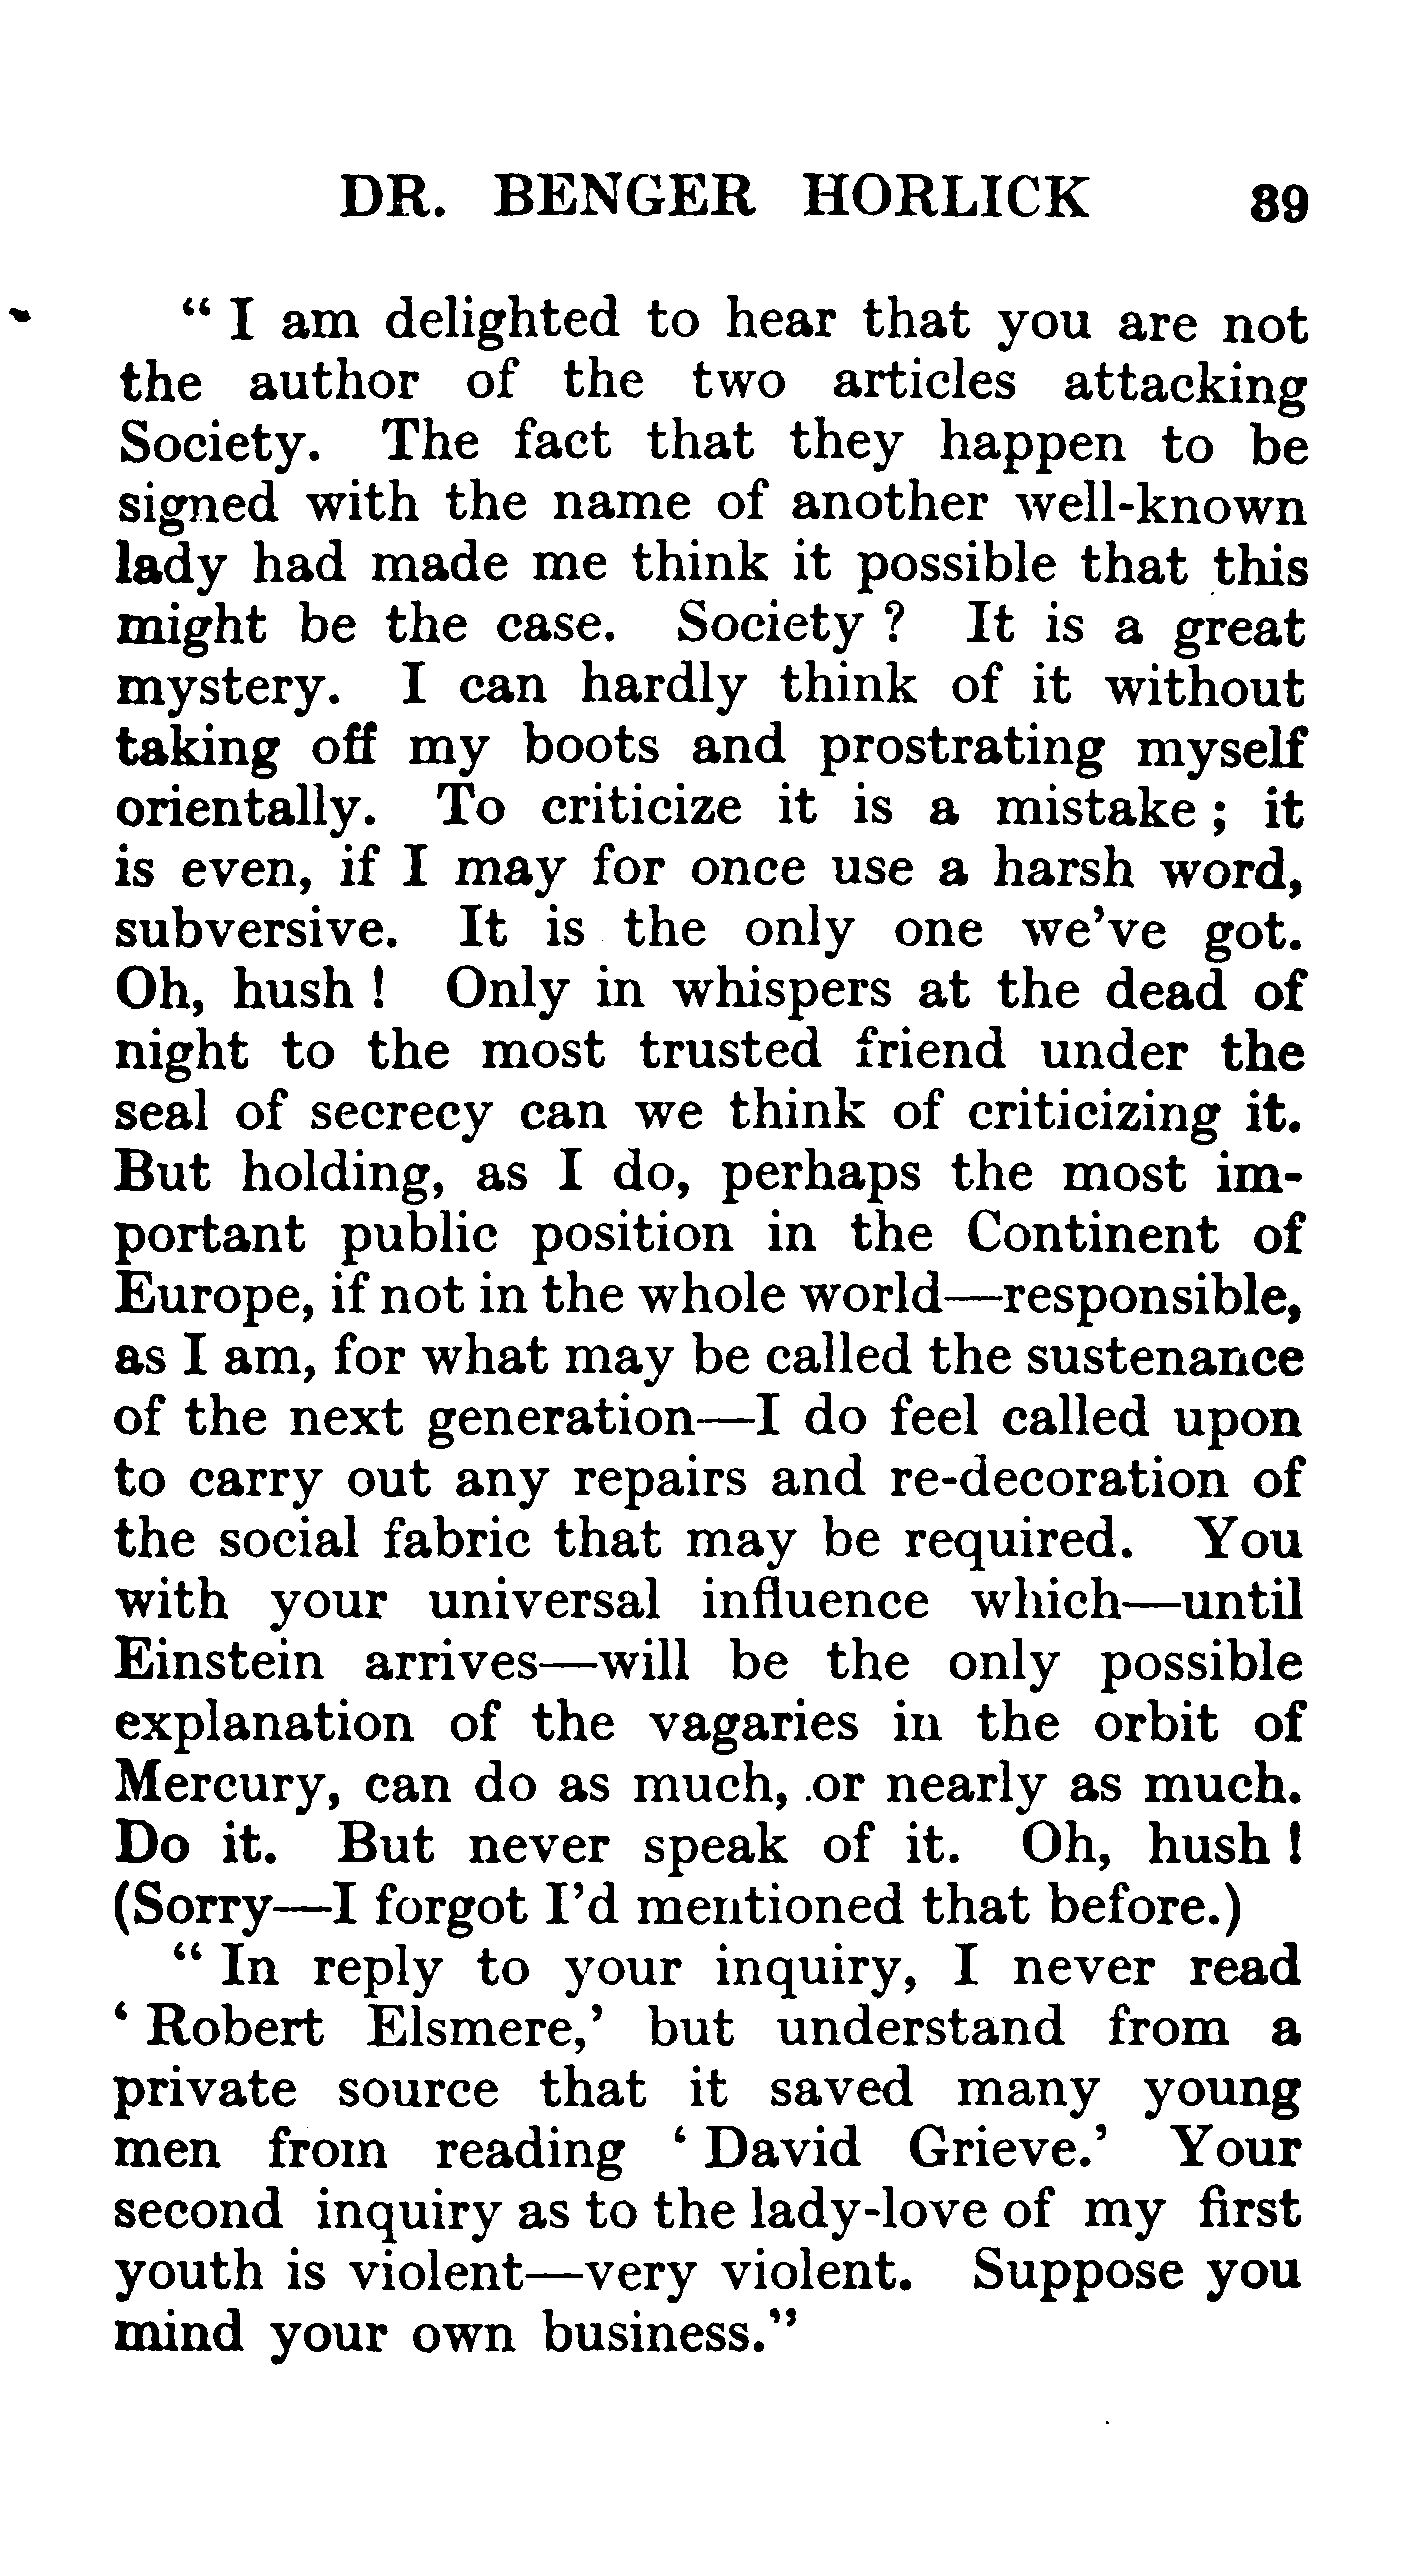 DR. BENGER HORLICK 39
“ I am delighted to hear that you are not
the author of the two articles attacking
Society. The fact that they happen to be
signed with the name of another well-known
lady had made me think it possible that this
might be the case. Society ? It is a great
mystery. I can hardly think of it without
taking off my boots and prostrating myself
orientally. To criticize it is a mistake ; it
is even, if I may for once use a harsh word,
subversive. It is the only one we’ve got.
Oh, hush ! Only in whispers at the dead of
night to the most trusted friend under the
seal of secrecy can we think of criticizing it.
But holding, as I do, perhaps the most im-
portant public position in the Continent of
Europe, if not in the whole world—responsible,
as I am, for what may be called the sustenance
of the next generation—I do feel called upon
to carry out any repairs and re-decoration of
the social fabric that may be required. You
with your universal influence which—until
Einstein arrives—will be the only possible
explanation of the vagaries in the orbit of
Mercury, can do as much, or nearly as much.
Do it. But never speak of it. Oh, hush !
(Sorry—I forgot I’d mentioned that before.)
“ In reply to your inquiry, I never read
‘ Robert Elsmere,’ but understand from a
private source that it saved many young
men from reading ‘ David Grieve.’ Your
second inquiry as to the lady-love of my first
youth is violent—very violent. Suppose you
mind your own business.”